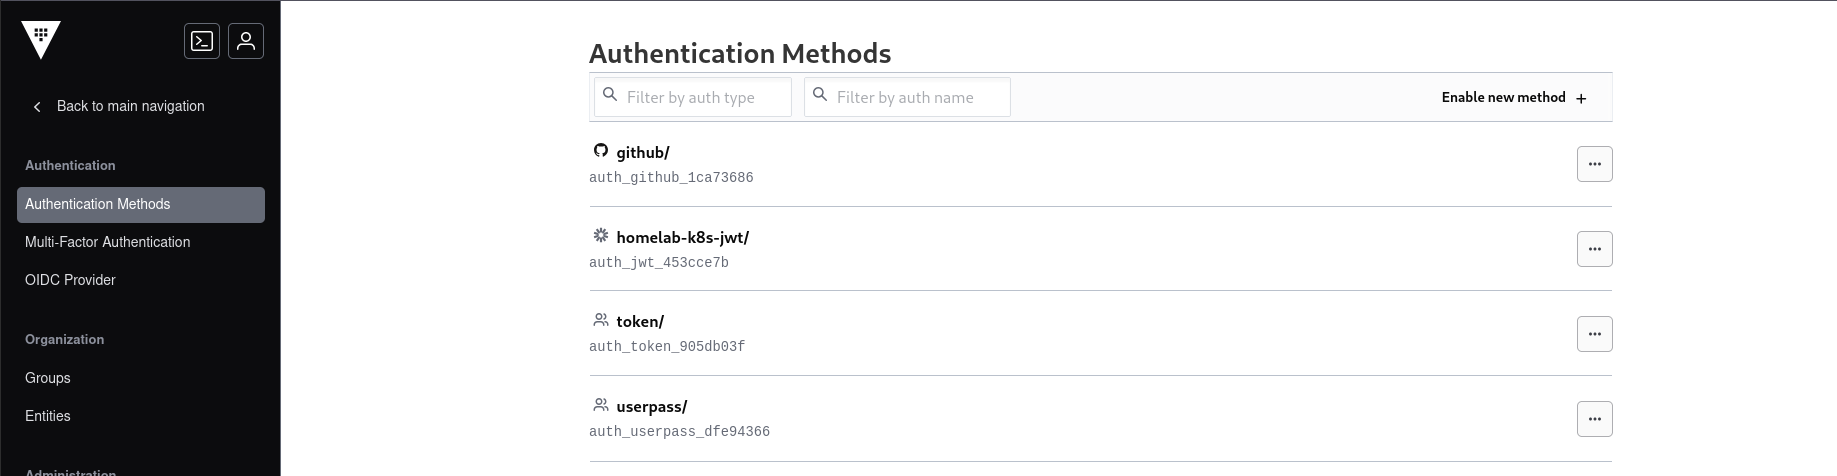 Back to main navigation
Authentication
Authentication Methods
Multi-Factor Authentication
OIDC Provider
Organization
Groups
Entities
Administration
Authentication Methods
Filter by auth type
Filter by auth name
Enable new method +
github/
auth_github_1ca73686
homelab-k8s-jwt/
auth_jwt_453cce7b
token/
auth_token_905db03f
userpass/
auth_userpass_dfe94366